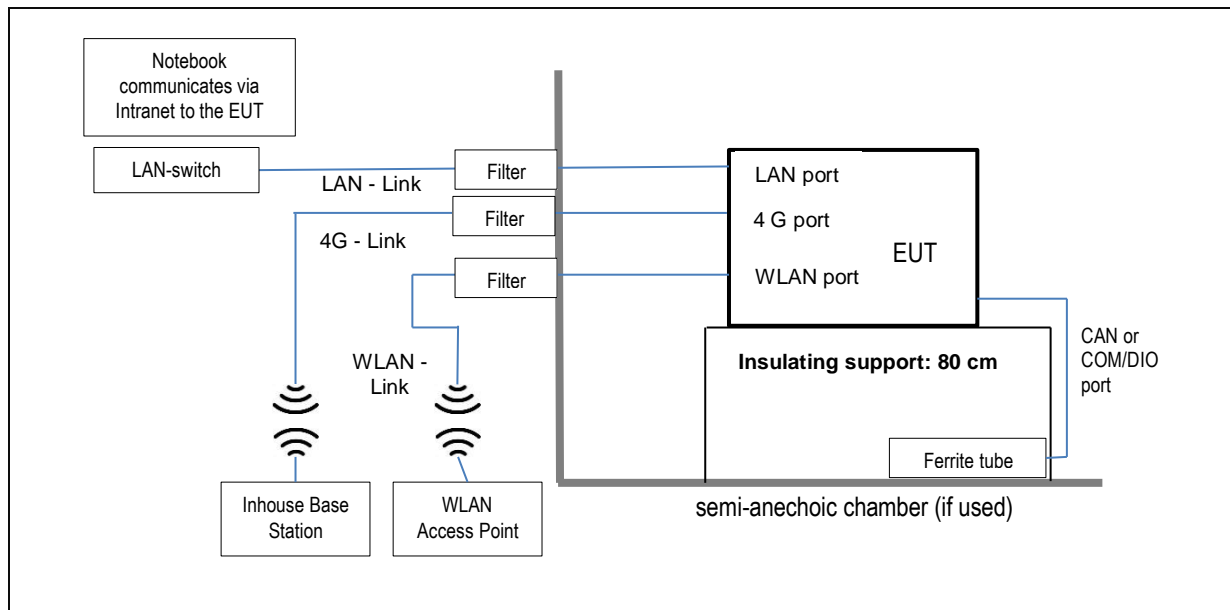 Notebook
communicates via
Intranet to the EUT
LAN-switch
LAN - Link
Filter
LAN port
4G - Link
Filter
4 G port
EUT
Filter
WLAN port
WLAN -
Link
Insulating support: 80 cm
CAN or
COM/DIO
port
Ferrite tube
Inhouse Base
Station
WLAN
Access Point
semi-anechoic chamber (if used)